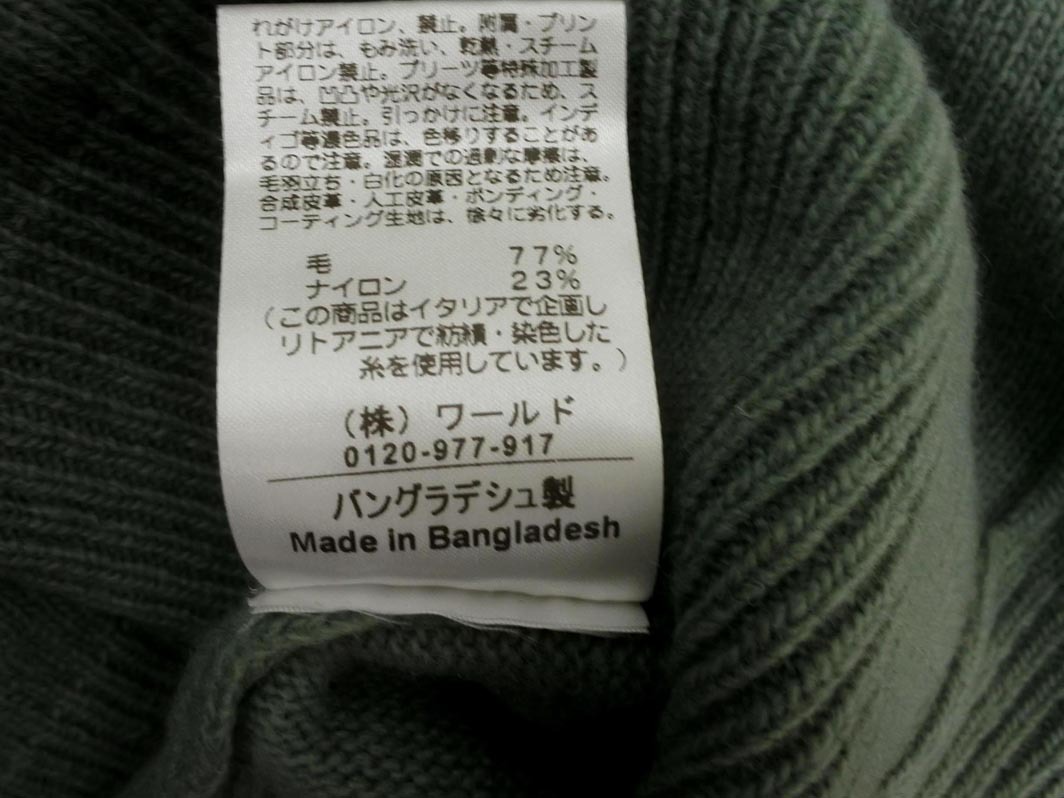 れがけアイロン、禁止。附属・プリン
ト部分は、もみ洗い、乾燥・スチーム
アイロン禁止。プリーツ等特殊加工製
品は、凹凸や光沢がなくなるため、ス
チーム禁止。引っかけに注意。インデ
ィゴ等濃色品は、色移りすることがあ
るので注意。湿潤での過剰な摩擦は、
毛羽立ち・白化の原因となるため注意。
合成皮革・人工皮革・ボンディング・
コーティング生地は、徐々に劣化する。
毛 77%
ナイロン 23%
(この商品はイタリアで企画し
リトアニアで紡績・染色した
糸を使用しています。)
(株) ワールド
0120-977-917
バングラデシュ製
Made in Bangladesh